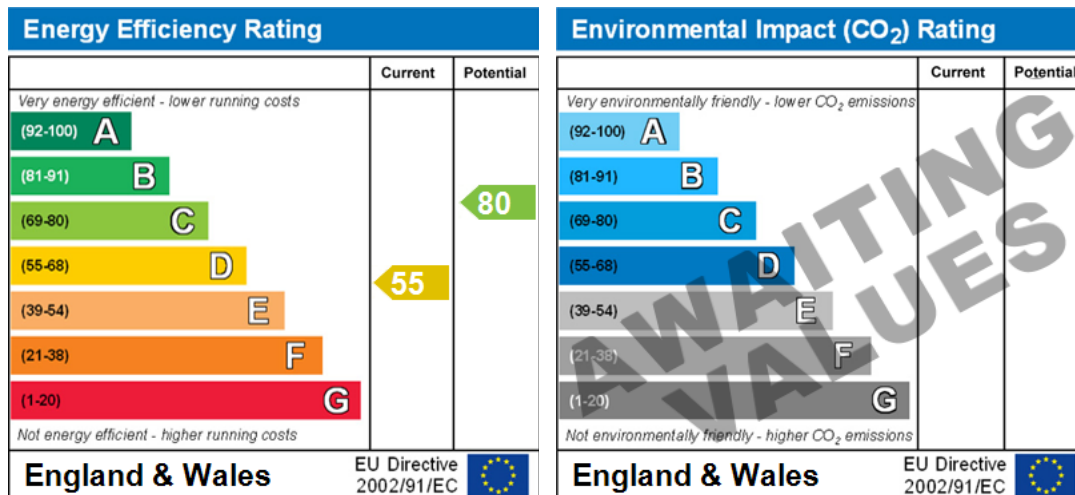 Energy Efficiency Rating
Current Potential
Very energy efficient - lower running costs
(92-100) A
(81-91) B
(69-80) C
(55-68) D
(39-54) E
(21-38) F
(1-20) G
80
55
Not energy efficient - higher running costs
England & Wales
EU Directive
2002/91/EC
Environmental Impact (CO2) Rating
Current Potential
Very environmentally friendly - lower CO2 emissions
(92-100) A
(81-91) B
(69-80) C
(55-68) D
(39-54) E
(21-38) F
(1-20) G
AWAITING
VALUES
Not environmentally friendly - higher CO2 emissions
England & Wales
EU Directive
2002/91/EC